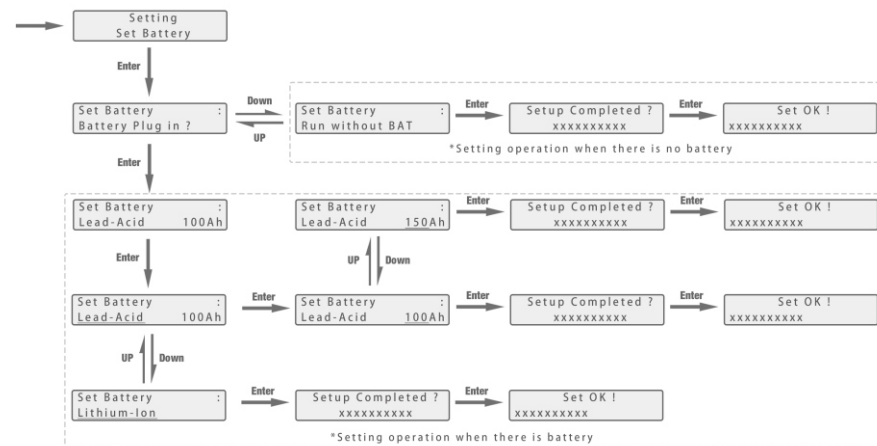 Setting
Set Battery
Enter
Set Battery :
Battery Plug in ?
Down
UP
Set Battery :
Run without BAT
Enter
Setup Completed ?
xxxxxxxxxx
Enter
Set OK !
xxxxxxxxxx
*Setting operation when there is no battery
Enter
Set Battery :
Lead-Acid 100Ah
Set Battery :
Lead-Acid 150Ah
Enter
Setup Completed ?
xxxxxxxxxx
Enter
Set OK !
xxxxxxxxxx
Enter
UP Down
Set Battery :
Lead-Acid 100Ah
Enter
Set Battery :
Lead-Acid 100Ah
Enter
Setup Completed ?
xxxxxxxxxx
Enter
Set OK !
xxxxxxxxxx
UP Down
Set Battery :
Lithium-Ion
Enter
Setup Completed ?
xxxxxxxxxx
Enter
Set OK !
xxxxxxxxxx
*Setting operation when there is battery